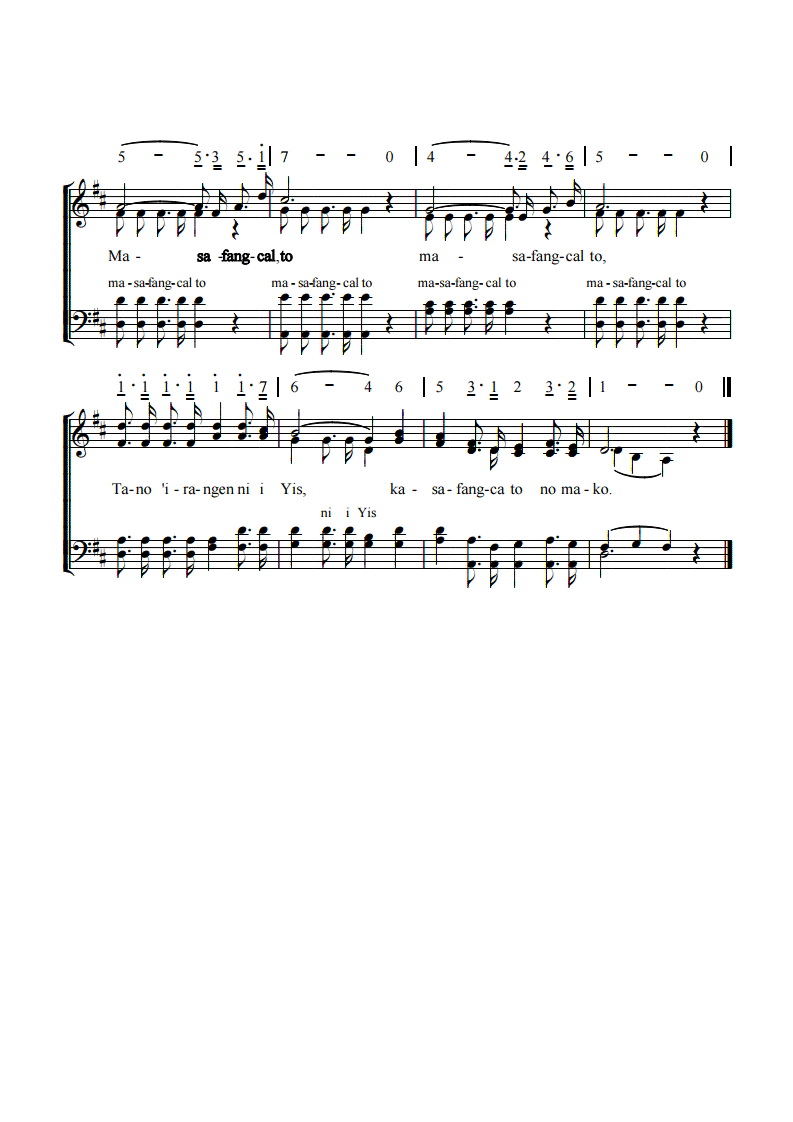 5 – 5·3 5·1 | 7 – – 0 | 4 – 4·2 4·6 | 5 – – 0 |
Ma- sa-fang-cal,to ma - sa-fang-cal to,
ma-sa-fang-cal to ma-sa-fang-cal to ma-sa-fang-cal to ma-sa-fang-cal to
1·1 1·1 1 1·7 | 6 – 4 6 | 5 3·1 2 3·2 | 1 – – 0
Ta-no 'i-ran-gen ni i Yis, ka- sa-fang-ca to no ma-ko.
ni i Yis